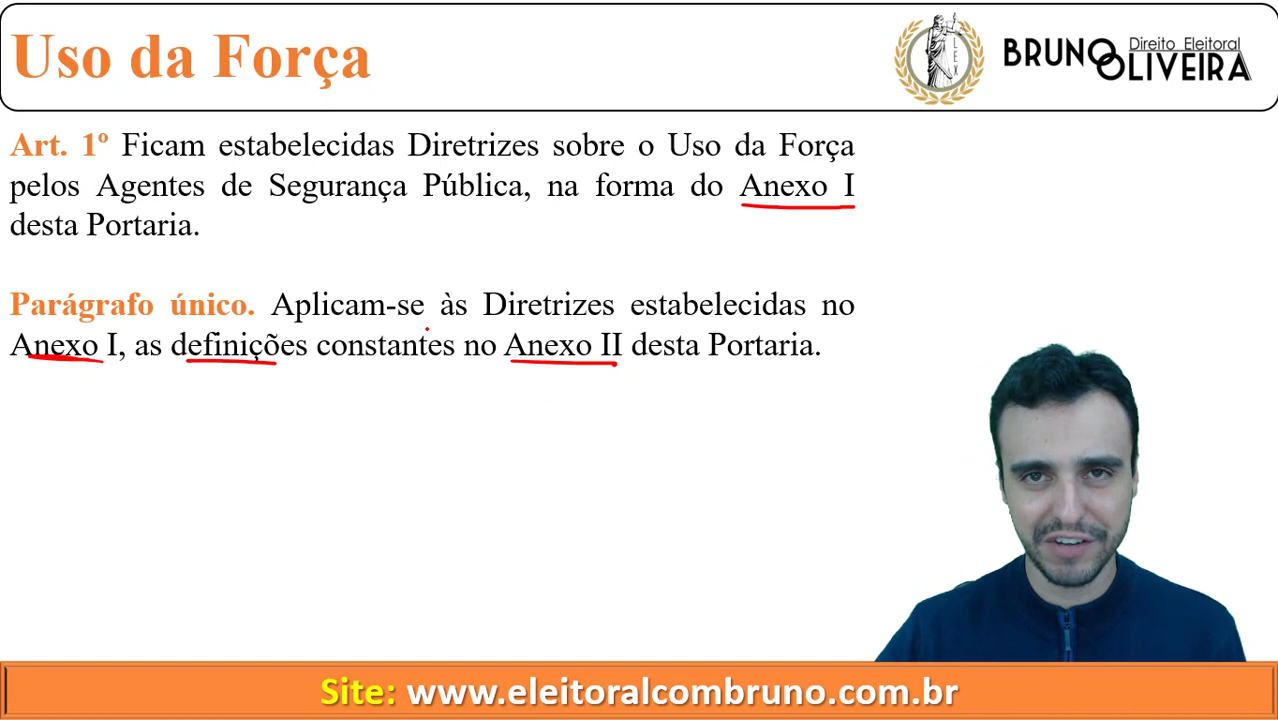 Uso da Força
LEX
BRUNO OLIVEIRA
Direito Eleitoral
Art. 1º Ficam estabelecidas Diretrizes sobre o Uso da Força
pelos Agentes de Segurança Pública, na forma do Anexo I
desta Portaria.
Parágrafo único. Aplicam-se às Diretrizes estabelecidas no
Anexo I, as definições constantes no Anexo II desta Portaria.
Site: www.eleitoralcombruno.com.br